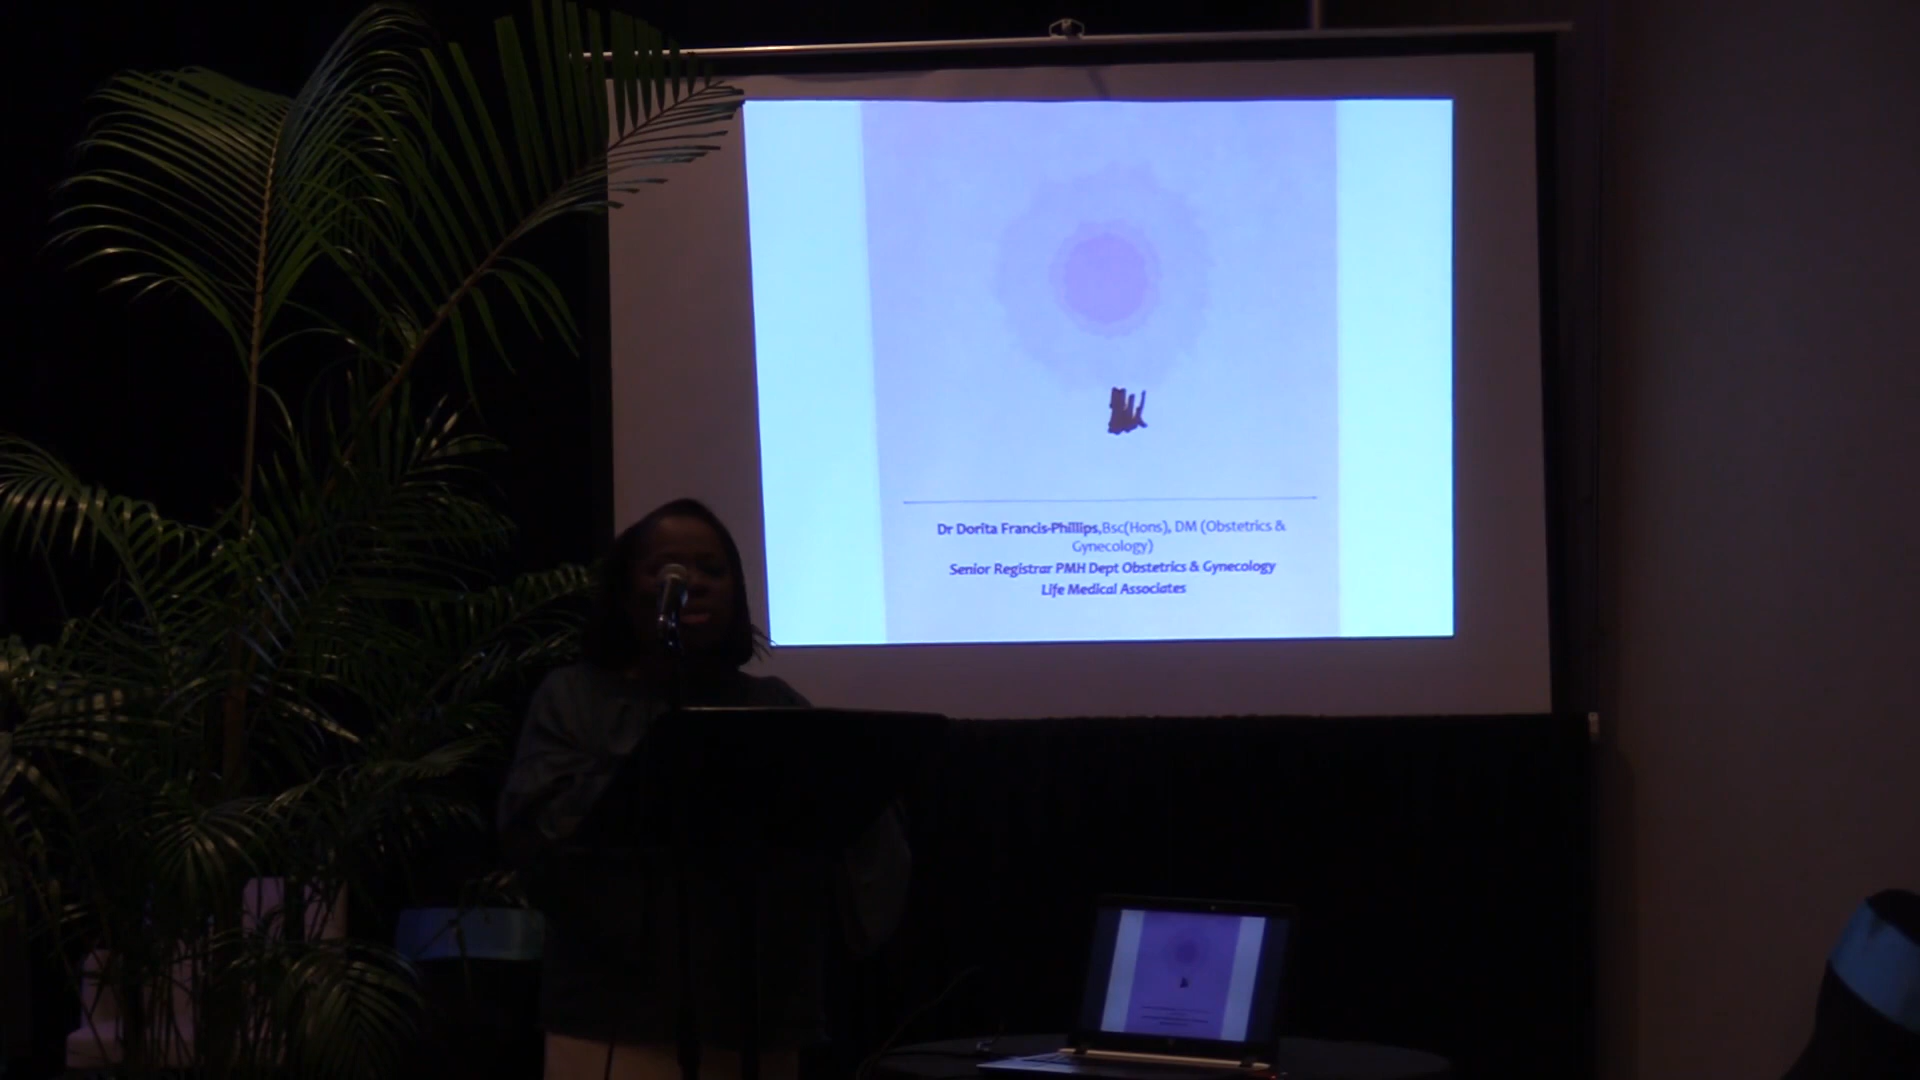 Dr Dorita Francis-Phillips,Bsc(Hons), DM (Obstetrics &
Gynecology)
Senior Registrar PMH Dept Obstetrics & Gynecology
Life Medical Associates